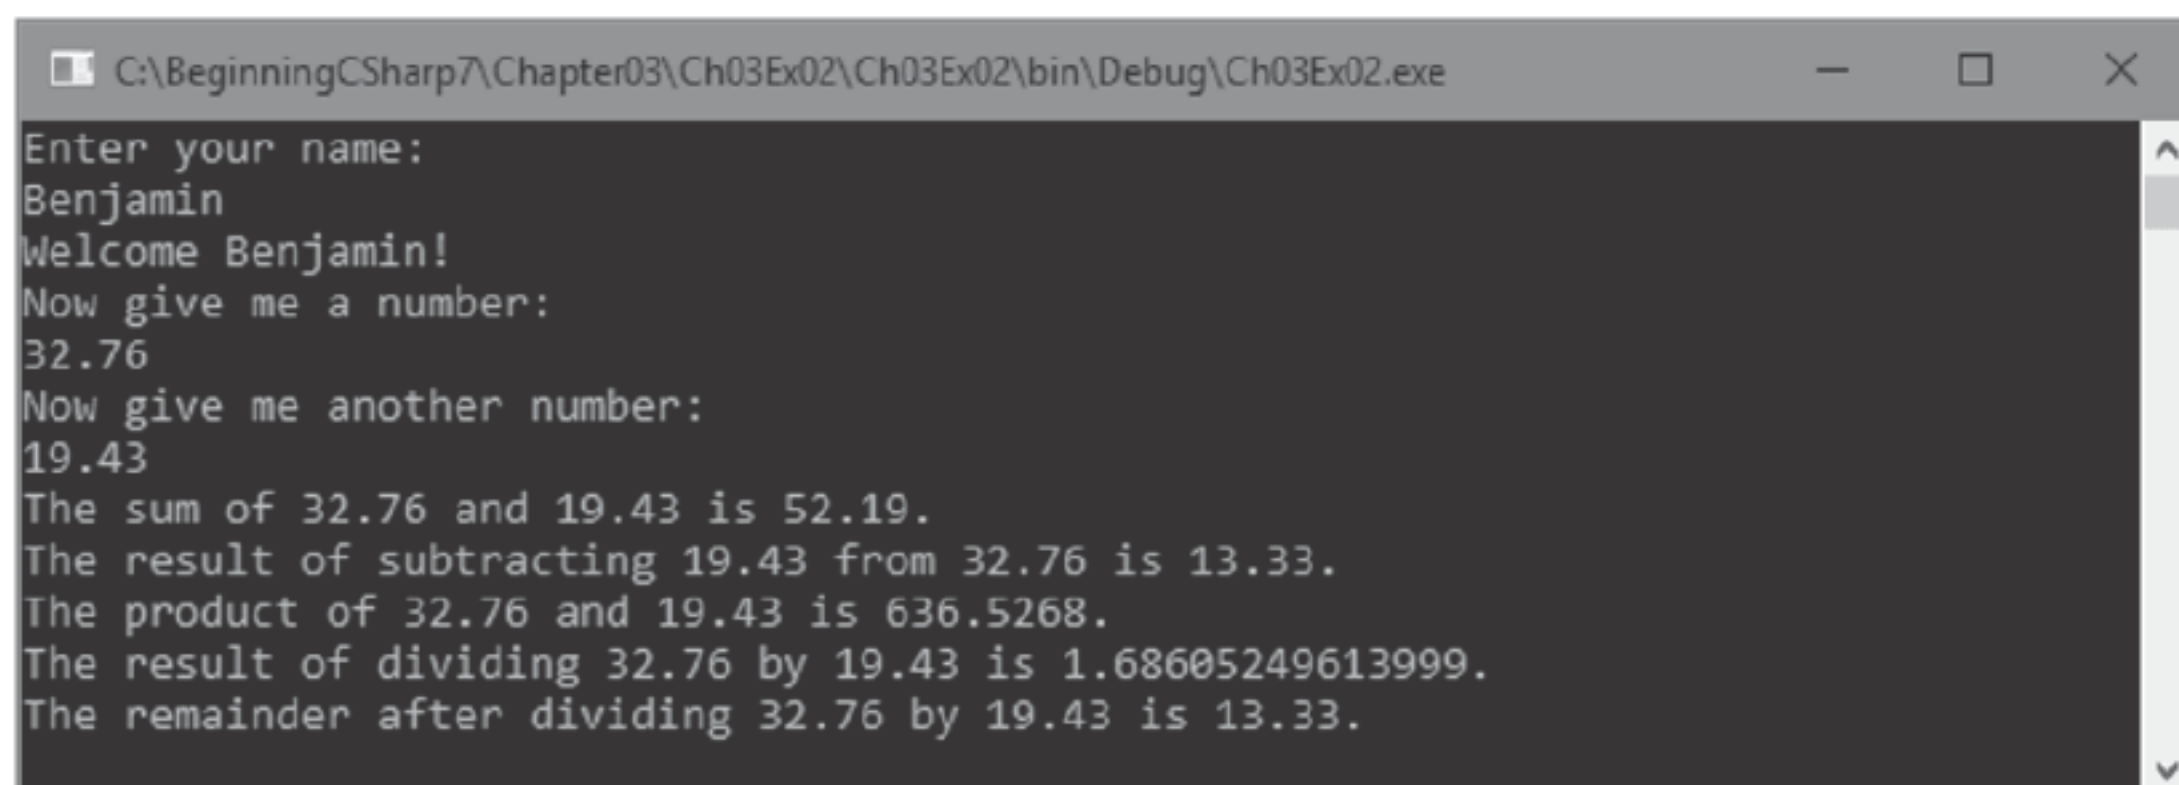 C:\BeginningCSharp7\Chapter03\Ch03Ex02\Ch03Ex02\bin\Debug\Ch03Ex02.exe
Enter your name:
Benjamin
Welcome Benjamin!
Now give me a number:
32.76
Now give me another number:
19.43
The sum of 32.76 and 19.43 is 52.19.
The result of subtracting 19.43 from 32.76 is 13.33.
The product of 32.76 and 19.43 is 636.5268.
The result of dividing 32.76 by 19.43 is 1.68605249613999.
The remainder after dividing 32.76 by 19.43 is 13.33.